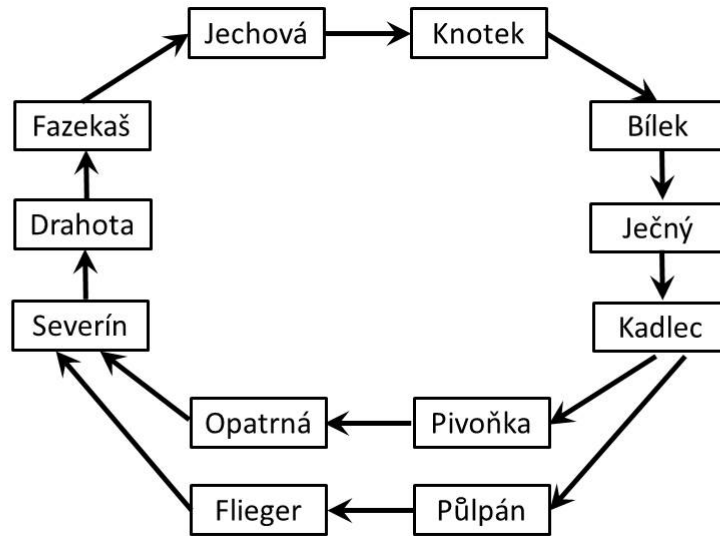 Jechová
Knotek
Fazekaš
Bílek
Drahota
Ječný
Severín
Kadlec
Opatrná
Pivoňka
Flieger
Půlpán